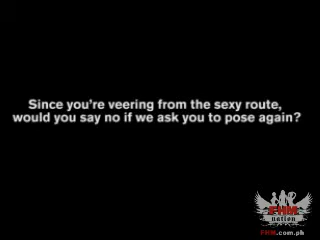 Since you're veering from the sexy route,
would you say no if we ask you to pose again?
FHM
nation
FHM.com.ph